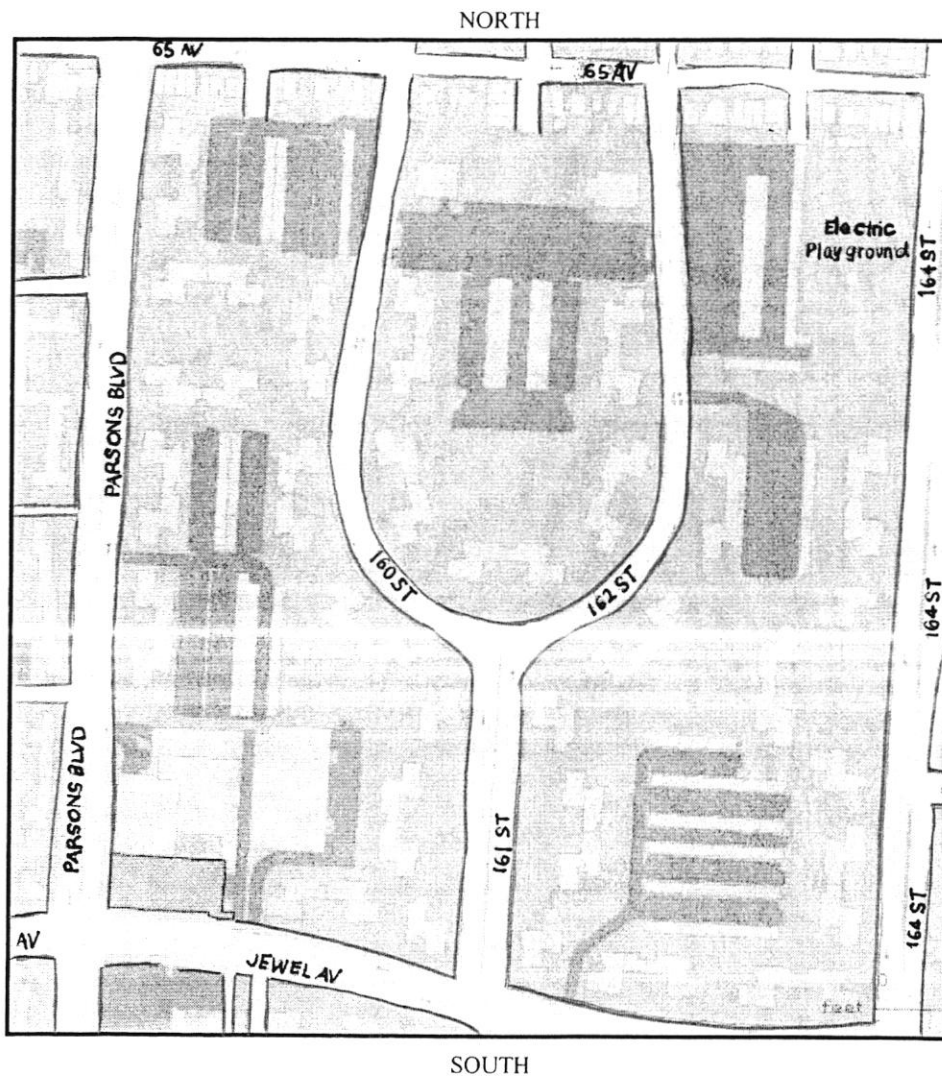 NORTH
65 AV
65 AV
Electric
Playground
164 ST
PARSONS BLVD
160 ST
162 ST
164 ST
PARSONS BLVD
161 ST
164 ST
AV
JEWEL AV
feet
SOUTH